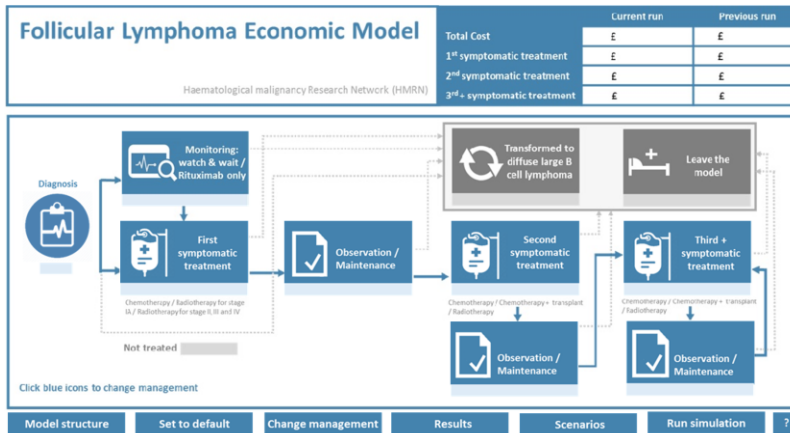 Follicular Lymphoma Economic Model
Haematological malignancy Research Network (HMRN)
Current run
Previous run
Total Cost
£
£
1st symptomatic treatment
£
£
2nd symptomatic treatment
£
£
3rd+ symptomatic treatment
£
£
Monitoring:
watch & wait /
Rituximab only
Transformed to
diffuse large B
cell lymphoma
Leave the
model
Diagnosis
First
symptomatic
treatment
Observation /
Maintenance
Second
symptomatic
treatment
Third +
symptomatic
treatment
Chemotherapy / Radiotherapy for stage
IA / Radiotherapy for stage II, III and IV
Chemotherapy / Chemotherapy + transplant
/ Radiotherapy
Chemotherapy / Chemotherapy + transplant
/ Radiotherapy
Not treated
Observation /
Maintenance
Observation /
Maintenance
Click blue icons to change management
Model structure
Set to default
Change management
Results
Scenarios
Run simulation
?